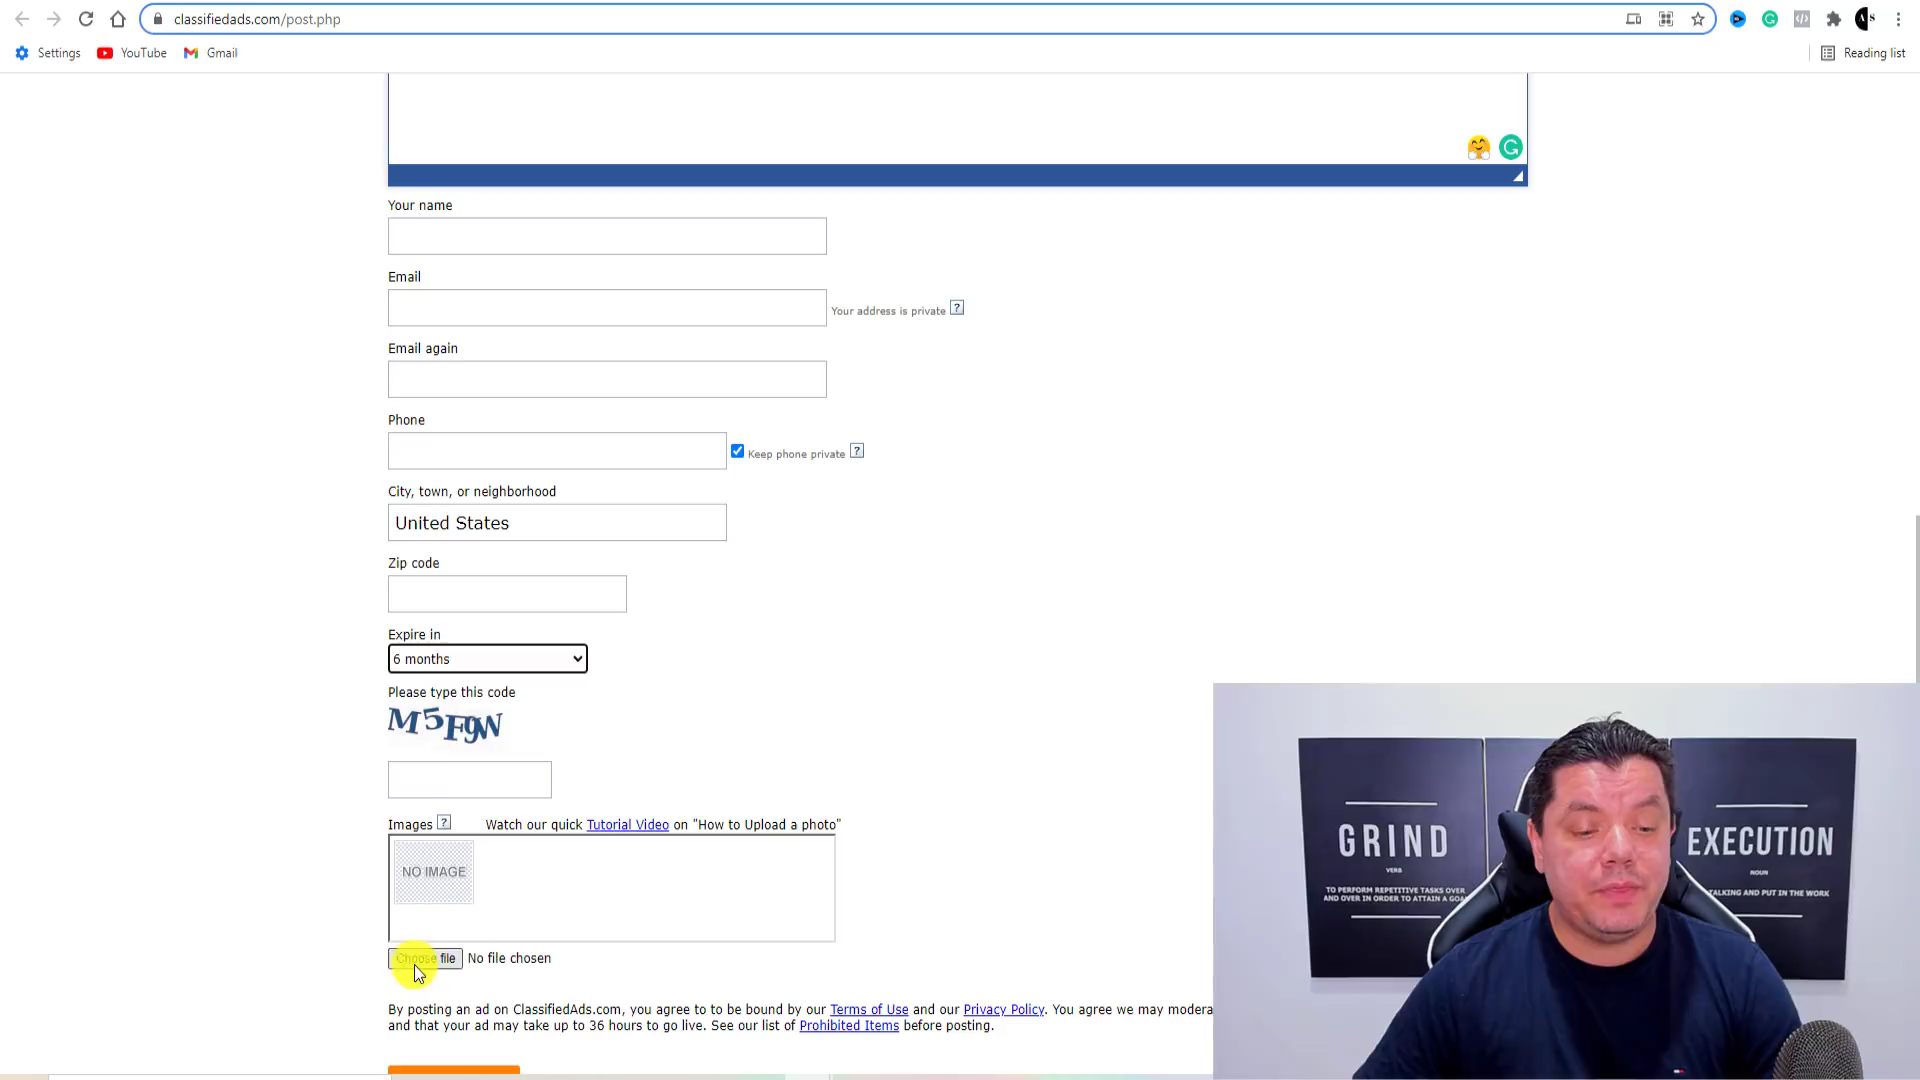 classifiedads.com/post.php
Settings YouTube Gmail Reading list
Your name
Email
Your address is private ?
Email again
Phone
Keep phone private ?
City, town, or neighborhood
United States
Zip code
Expire in
6 months
Please type this code
M5F9W
Images ? Watch our quick Tutorial Video on "How to Upload a photo"
NO IMAGE
Choose file No file chosen
By posting an ad on ClassifiedAds.com, you agree to to be bound by our Terms of Use and our Privacy Policy. You agree we may modera
and that your ad may take up to 36 hours to go live. See our list of Prohibited Items before posting.
GRIND
VERB
TO PERFORM REPETITIVE TASKS OVER
AND OVER IN ORDER TO ATTAIN A GOA
EXECUTION
NOUN
TALKING AND PUT IN THE WORK